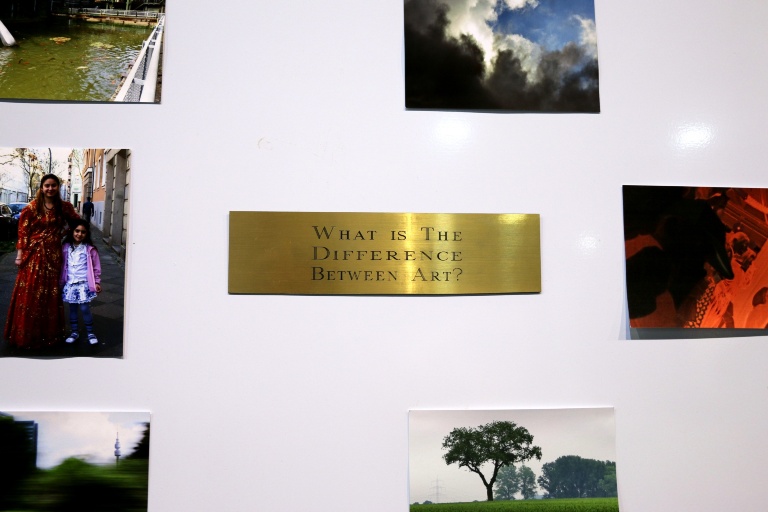 What is The
Difference
Between Art?